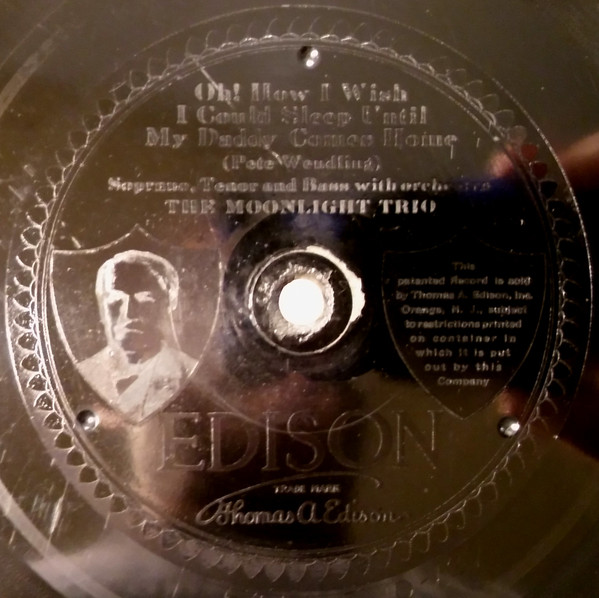 Oh! How I Wish
I Could Sleep Until
My Daddy Comes Home
(Pete Wendling)
Soprano, Tenor and Bass with orchestra
THE MOONLIGHT TRIO
This
patented Record is sold
by Thomas A. Edison, Inc.
Orange, N. J., subject
to restrictions printed
on container in
which it is put
out by this
Company
EDISON
TRADE MARK
Thomas A Edison